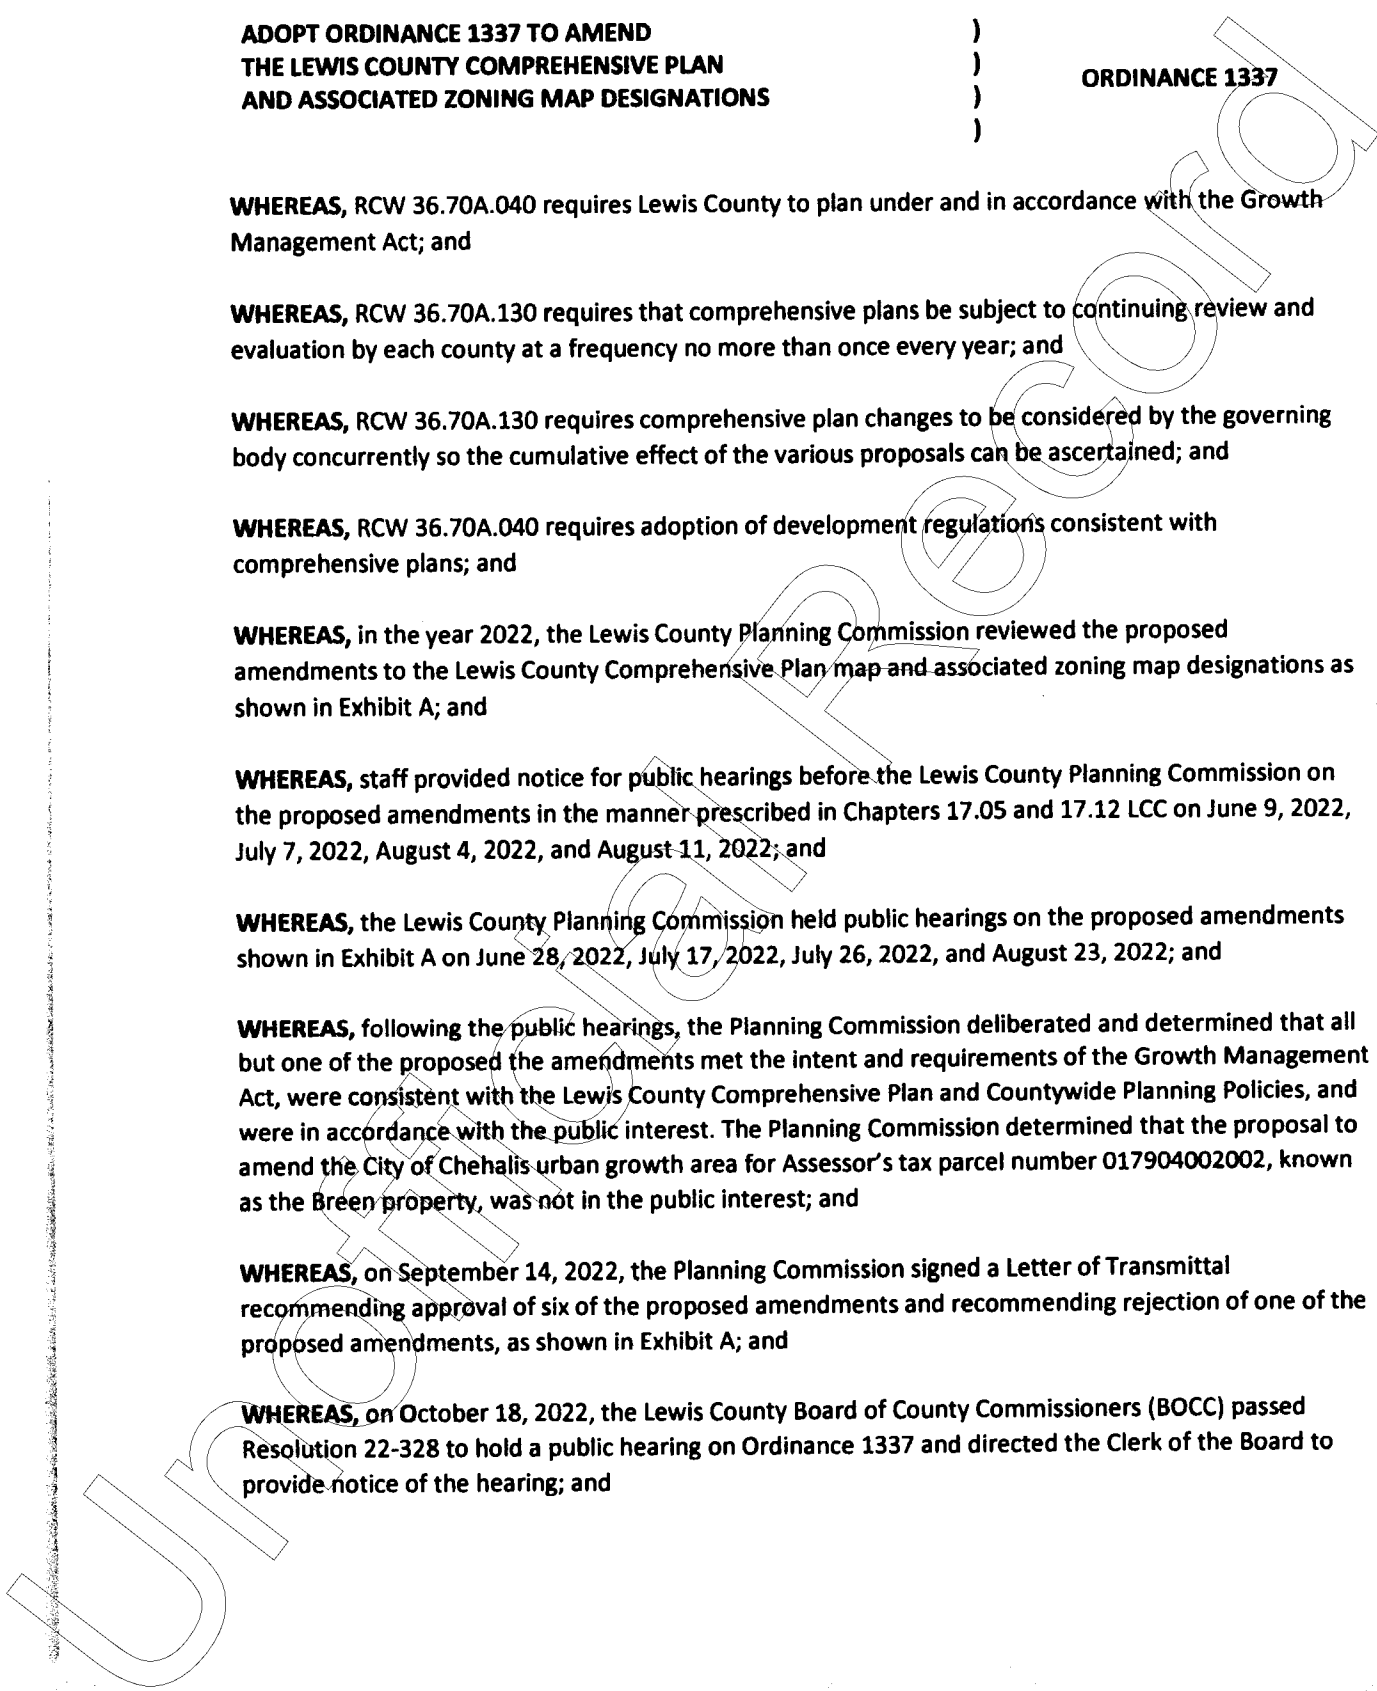 ADOPT ORDINANCE 1337 TO AMEND )
THE LEWIS COUNTY COMPREHENSIVE PLAN ) ORDINANCE 1337
AND ASSOCIATED ZONING MAP DESIGNATIONS )
)
WHEREAS, RCW 36.70A.040 requires Lewis County to plan under and in accordance with the Growth
Management Act; and
WHEREAS, RCW 36.70A.130 requires that comprehensive plans be subject to continuing review and
evaluation by each county at a frequency no more than once every year; and
WHEREAS, RCW 36.70A.130 requires comprehensive plan changes to be considered by the governing
body concurrently so the cumulative effect of the various proposals can be ascertained; and
WHEREAS, RCW 36.70A.040 requires adoption of development regulations consistent with
comprehensive plans; and
WHEREAS, in the year 2022, the Lewis County Planning Commission reviewed the proposed
amendments to the Lewis County Comprehensive Plan map and associated zoning map designations as
shown in Exhibit A; and
WHEREAS, staff provided notice for public hearings before the Lewis County Planning Commission on
the proposed amendments in the manner prescribed in Chapters 17.05 and 17.12 LCC on June 9, 2022,
July 7, 2022, August 4, 2022, and August 11, 2022; and
WHEREAS, the Lewis County Planning Commission held public hearings on the proposed amendments
shown in Exhibit A on June 28, 2022, July 17, 2022, July 26, 2022, and August 23, 2022; and
WHEREAS, following the public hearings, the Planning Commission deliberated and determined that all
but one of the proposed the amendments met the intent and requirements of the Growth Management
Act, were consistent with the Lewis County Comprehensive Plan and Countywide Planning Policies, and
were in accordance with the public interest. The Planning Commission determined that the proposal to
amend the City of Chehalis urban growth area for Assessor's tax parcel number 017904002002, known
as the Breen property, was not in the public interest; and
WHEREAS, on September 14, 2022, the Planning Commission signed a Letter of Transmittal
recommending approval of six of the proposed amendments and recommending rejection of one of the
proposed amendments, as shown in Exhibit A; and
WHEREAS, on October 18, 2022, the Lewis County Board of County Commissioners (BOCC) passed
Resolution 22-328 to hold a public hearing on Ordinance 1337 and directed the Clerk of the Board to
provide notice of the hearing; and
Unofficial Record